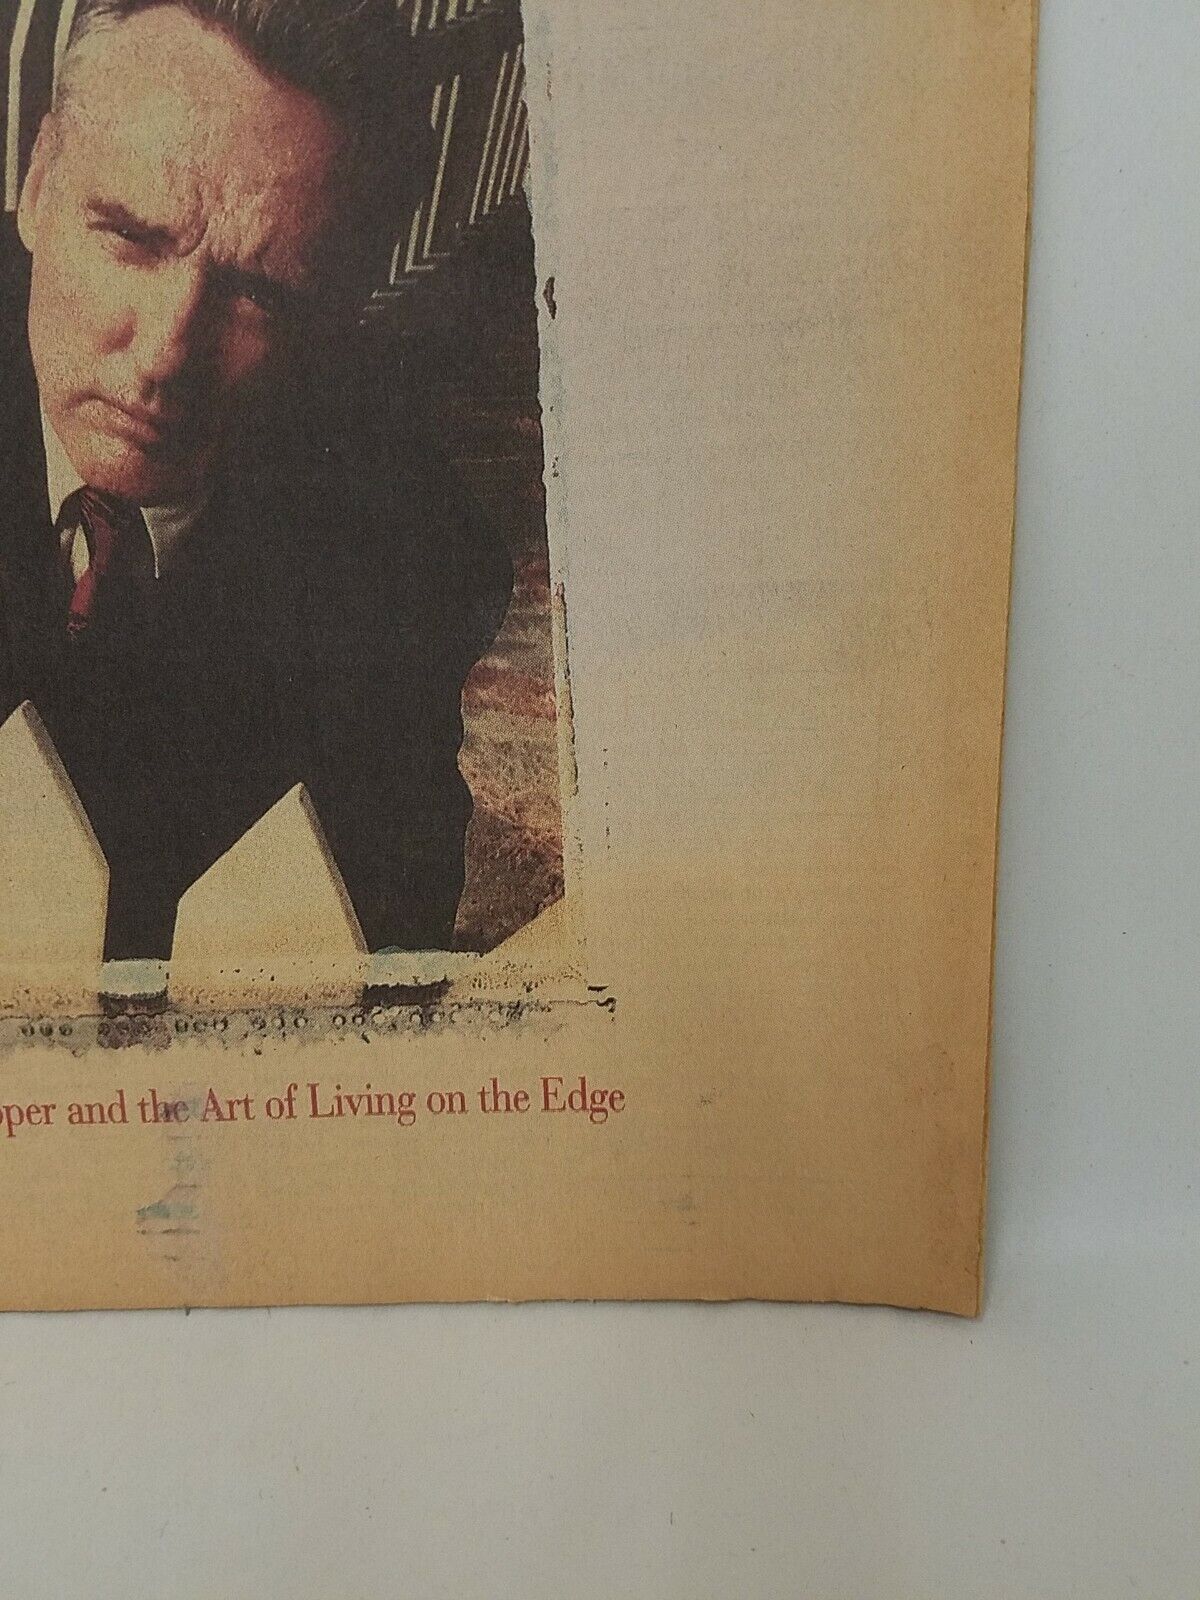 pper and the Art of Living on the Edge